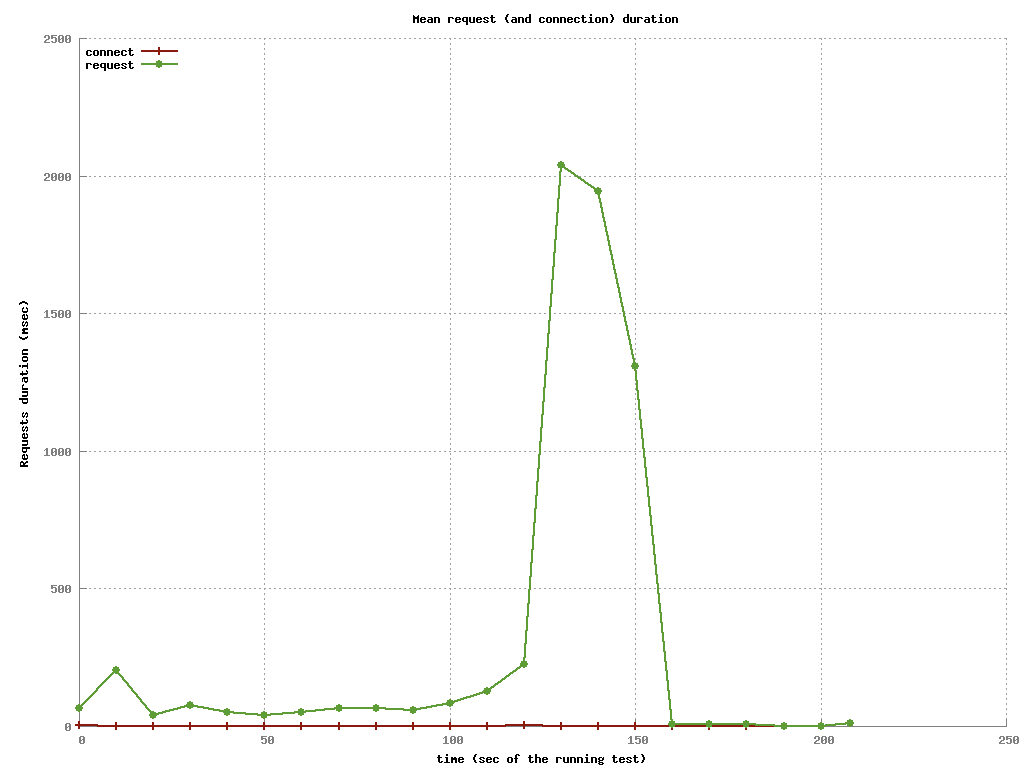 Mean request (and connection) duration
2500
connect
request
2000
1500
Requests duration (msec)
1000
500
0
0 50 100 150 200 250
time (sec of the running test)